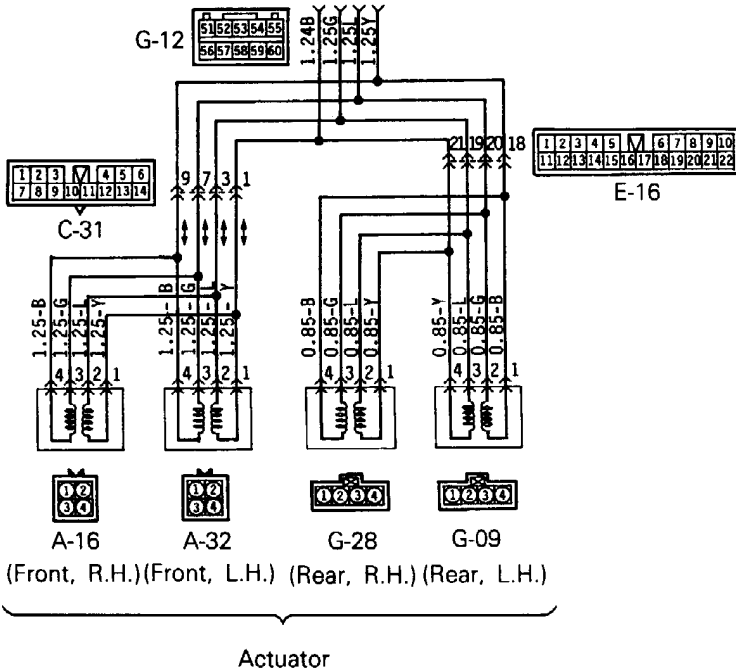 G-12
51 52 53 54 55
56 57 58 59 60
1.24B
1.25G
1.25L
1.25Y
1 2 3 4 5 6
7 8 9 10 11 12 13 14
C-31
9 7 3 1
21 19 20 18
1 2 3 4 5 6 7 8 9 10
11 12 13 14 15 16 17 18 19 20 21 22
E-16
1.25-B
1.25-G
1.25-L
1.25-Y
1.25-B
1.25-G
1.25-L
1.25-Y
0.85-B
0.85-G
0.85-L
0.85-Y
0.85-Y
0.85-L
0.85-G
0.85-B
4 3 2 1
4 3 2 1
4 3 2 1
4 3 2 1
1 2
3 4
1 2
3 4
1 2 3 4
1 2 3 4
A-16
A-32
G-28
G-09
(Front, R.H.)
(Front, L.H.)
(Rear, R.H.)
(Rear, L.H.)
Actuator